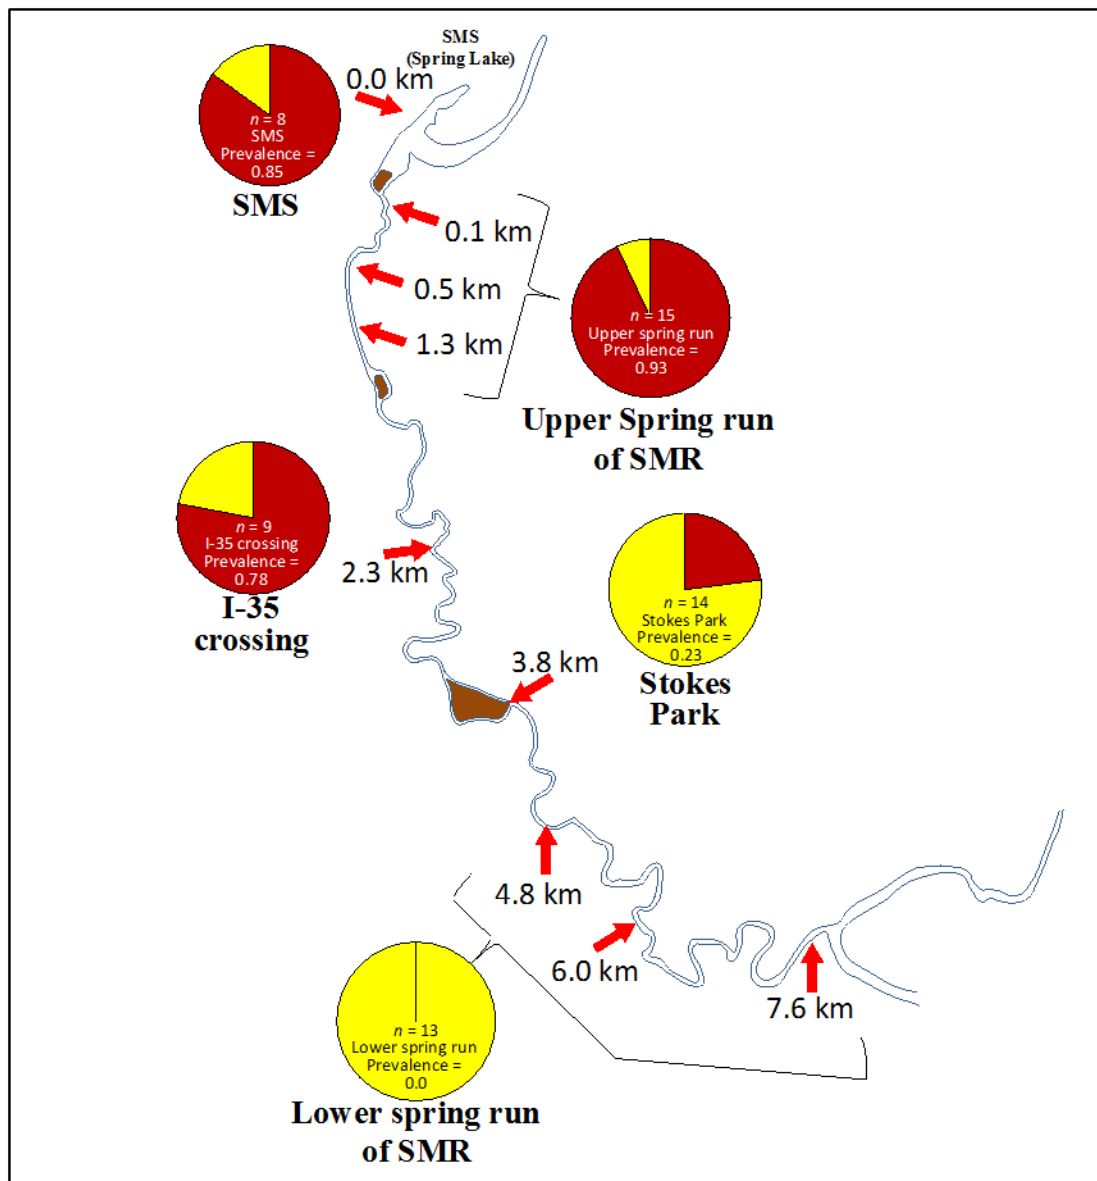 SMS
(Spring Lake)
0.0 km
n = 8
SMS
Prevalence =
0.85
SMS
0.1 km
0.5 km
1.3 km
n = 15
Upper spring run
Prevalence =
0.93
Upper Spring run
of SMR
n = 9
I-35 crossing
Prevalence =
0.78
I-35
crossing
2.3 km
n = 14
Stokes Park
Prevalence =
0.23
Stokes
Park
3.8 km
4.8 km
6.0 km
7.6 km
n = 13
Lower spring run
Prevalence =
0.0
Lower spring run
of SMR